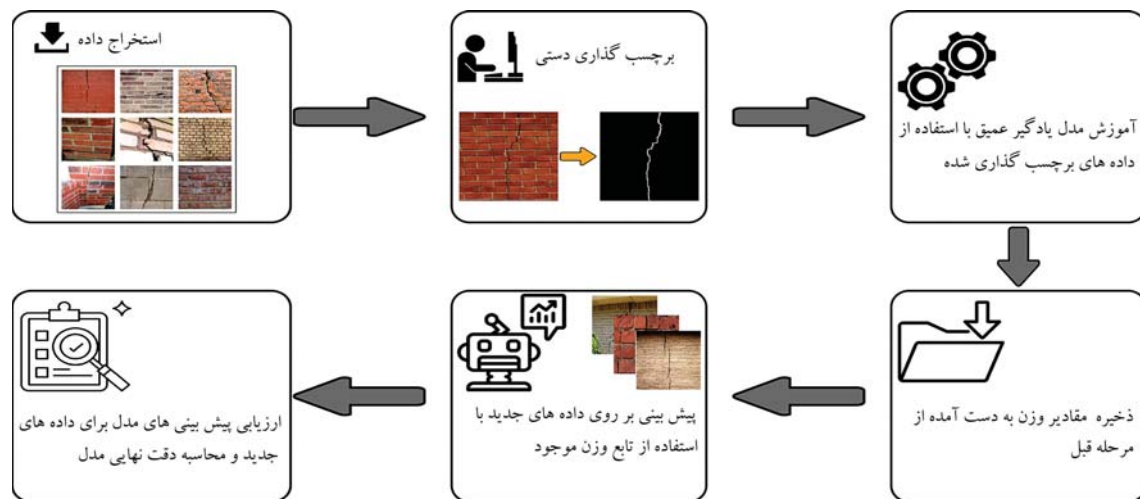 استخراج داده
برچسب گذاری دستی
آموزش مدل یادگیر عمیق با استفاده از
داده های برچسب گذاری شده
ذخیره مقادیر وزن به دست آمده از
مرحله قبل
پیش بینی بر روی داده های جدید با
استفاده از تابع وزن موجود
ارزیابی پیش بینی های مدل برای داده های
جدید و محاسبه دقت نهایی مدل